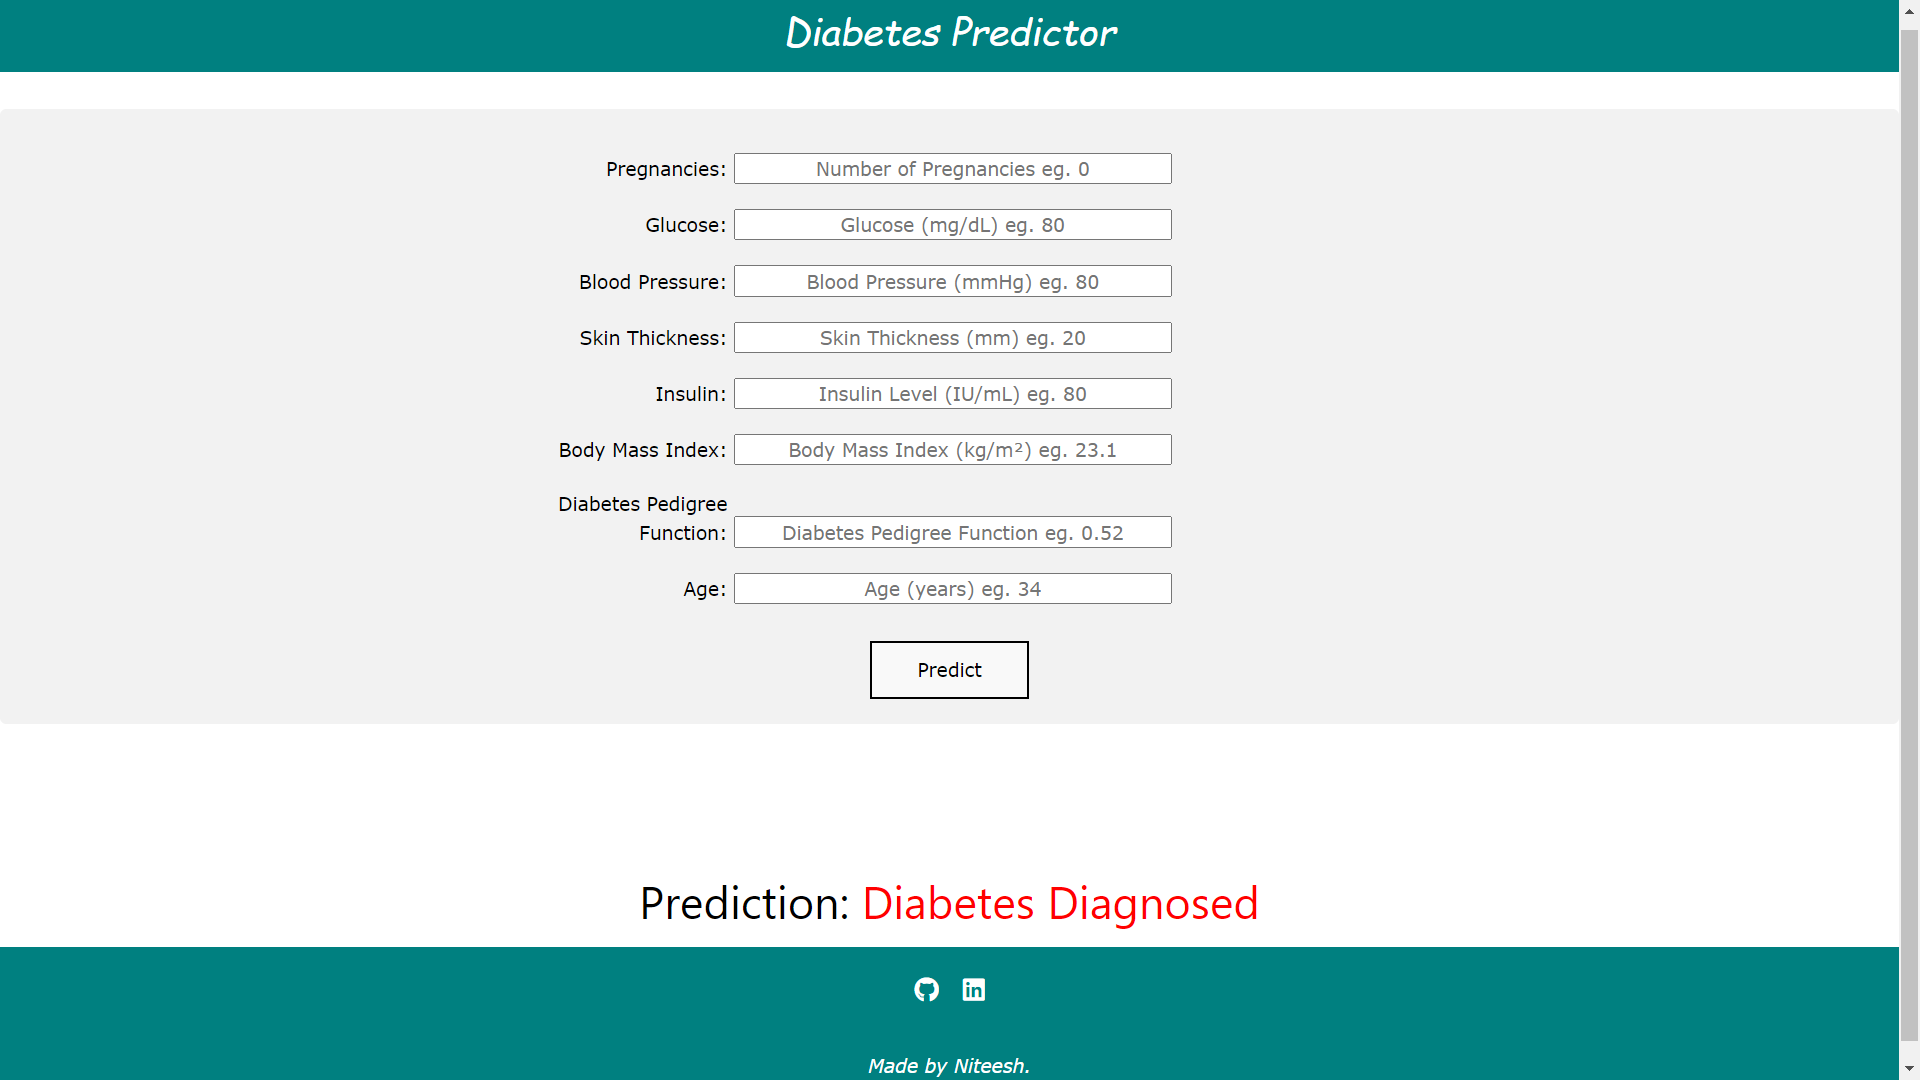 Diabetes Predictor
Pregnancies: Number of Pregnancies eg. 0
Glucose: Glucose (mg/dL) eg. 80
Blood Pressure: Blood Pressure (mmHg) eg. 80
Skin Thickness: Skin Thickness (mm) eg. 20
Insulin: Insulin Level (IU/mL) eg. 80
Body Mass Index: Body Mass Index (kg/m²) eg. 23.1
Diabetes Pedigree
Function: Diabetes Pedigree Function eg. 0.52
Age: Age (years) eg. 34
Predict
Prediction: Diabetes Diagnosed
in
Made by Niteesh.